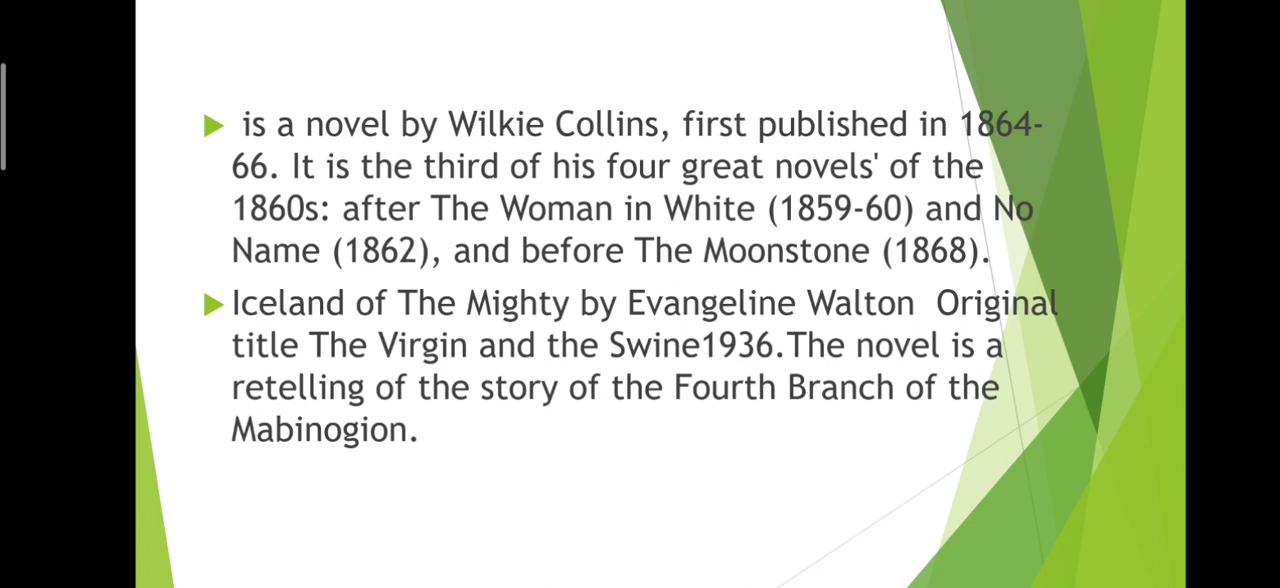 is a novel by Wilkie Collins, first published in 1864-
66. It is the third of his four great novels' of the
1860s: after The Woman in White (1859-60) and No
Name (1862), and before The Moonstone (1868).
Iceland of The Mighty by Evangeline Walton  Original
title The Virgin and the Swine1936.The novel is a
retelling of the story of the Fourth Branch of the
Mabinogion.